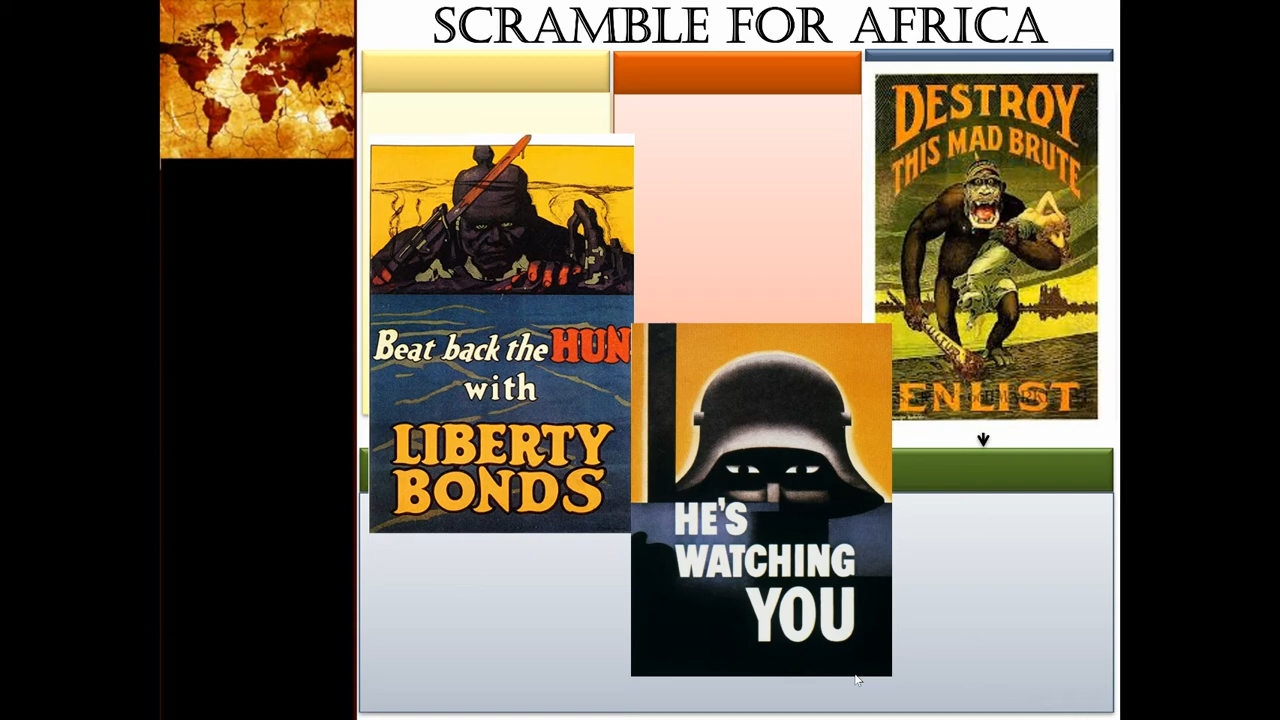 SCRAMBLE FOR AFRICA
Beat back the HUN
with
LIBERTY
BONDS
HE'S
WATCHING
YOU
DESTROY
THIS MAD BRUTE
ENLIST